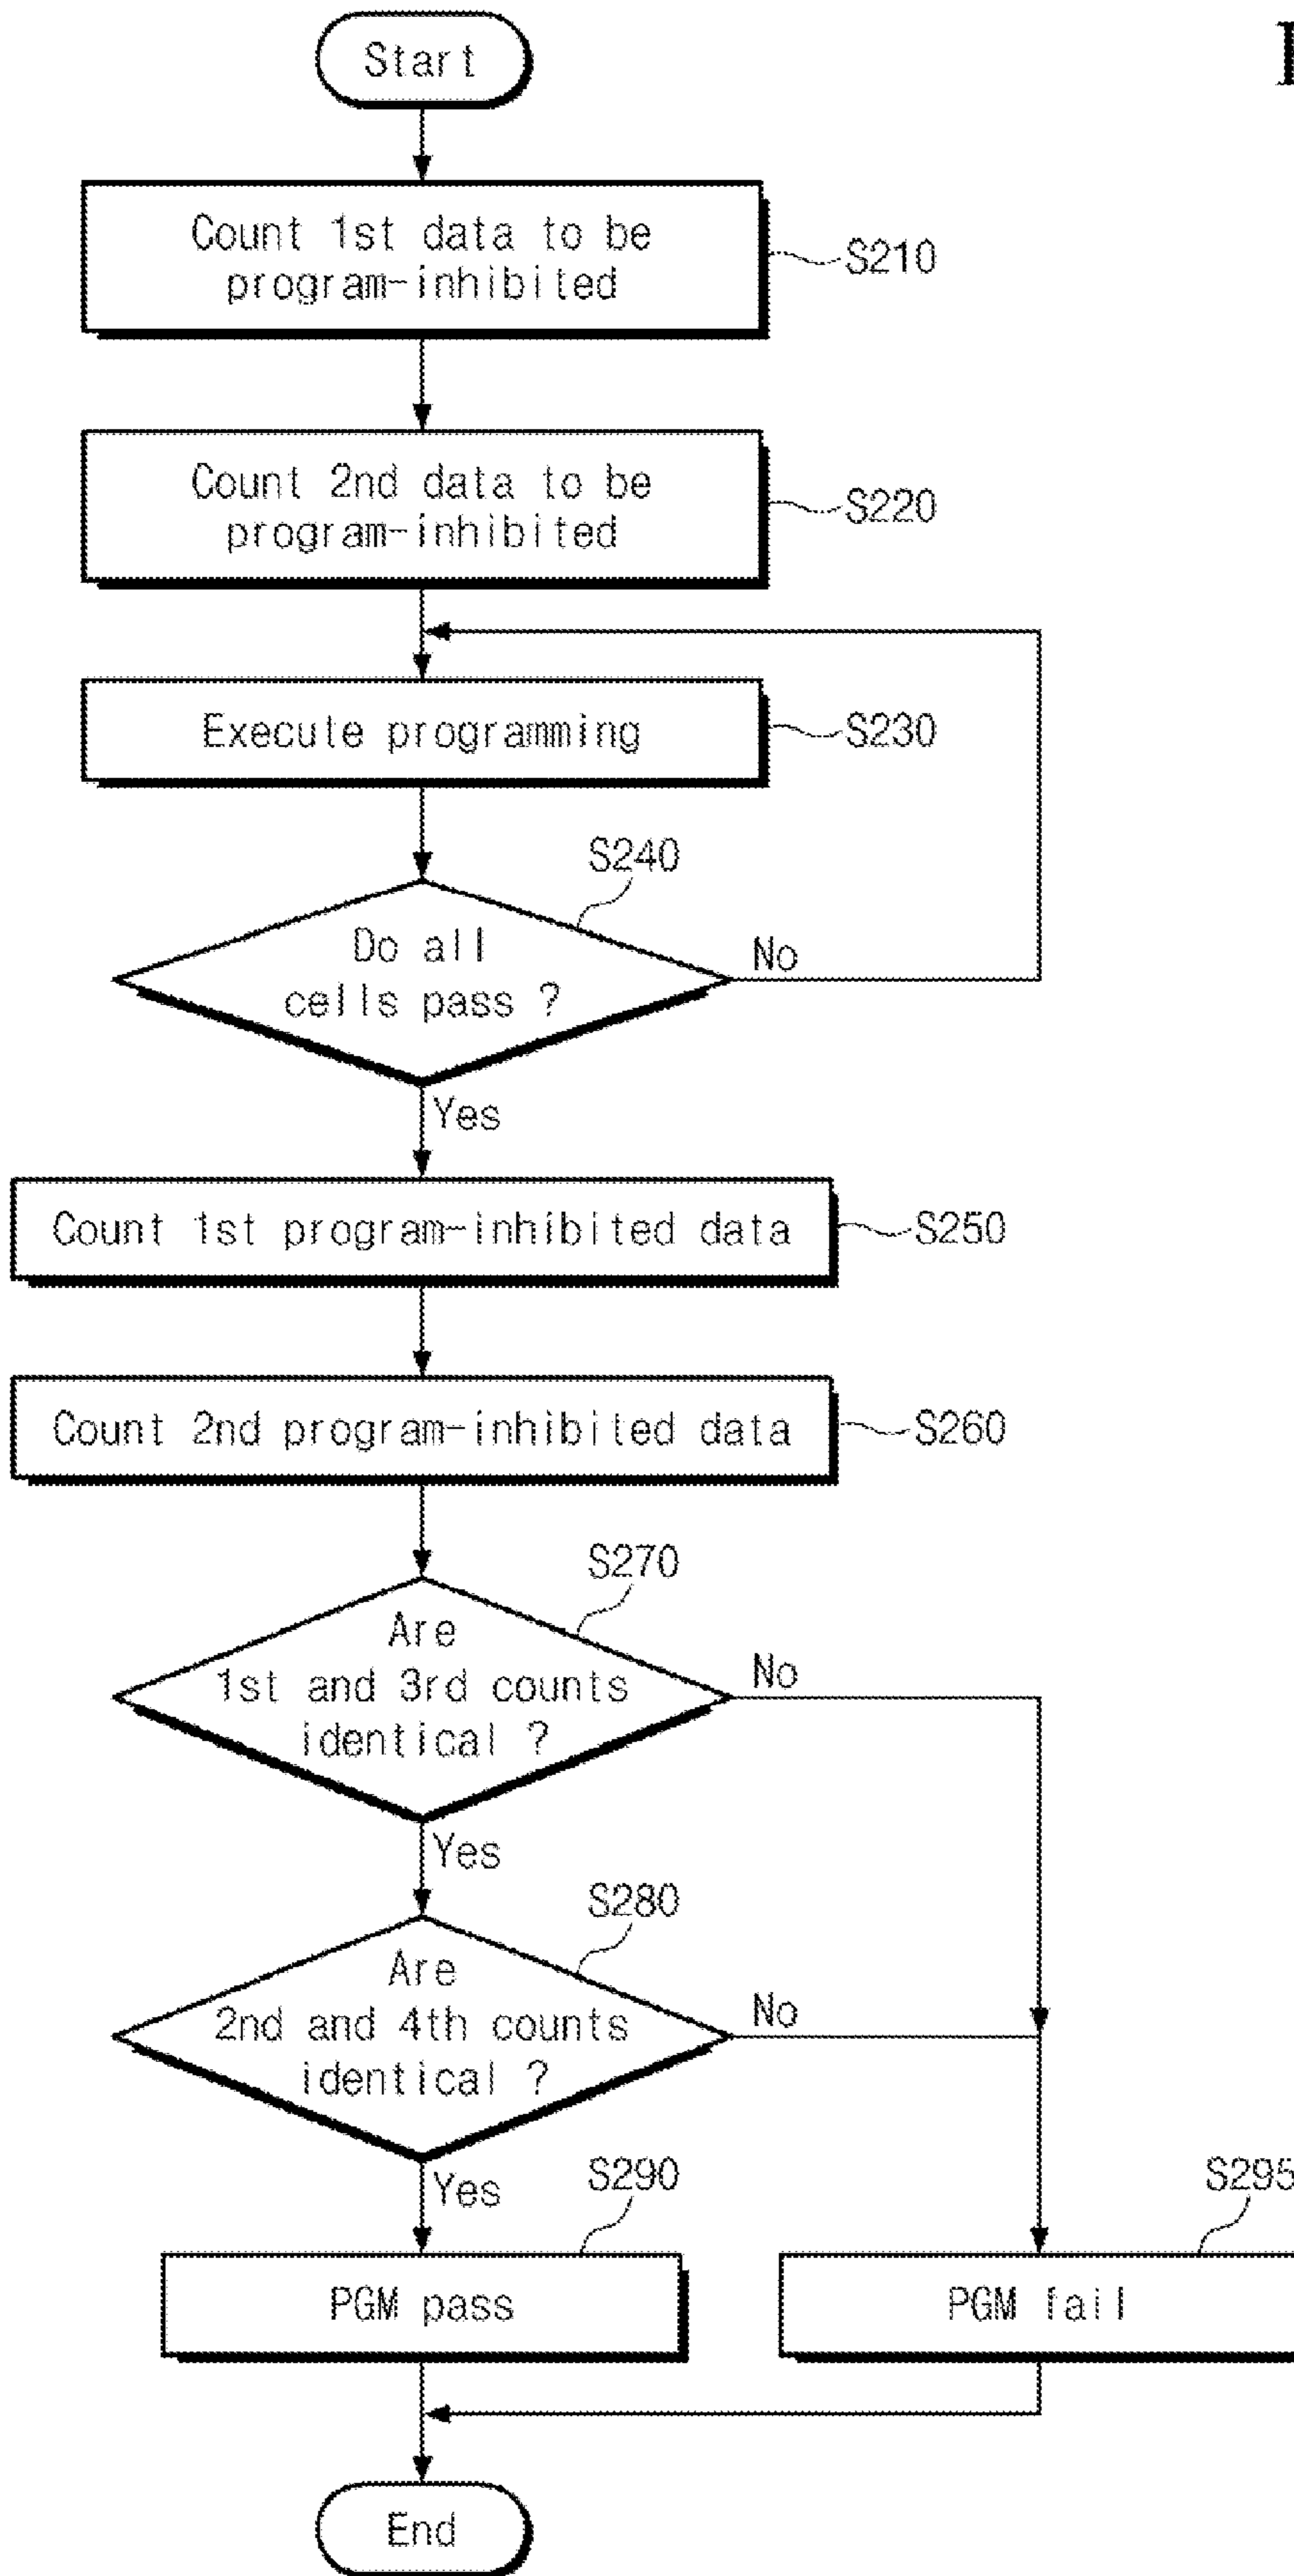 Start
Count 1st data to be
program-inhibited
S210
Count 2nd data to be
program-inhibited
S220
Execute programming
S230
S240
Do all
cells pass ?
No
Yes
Count 1st program-inhibited data
S250
Count 2nd program-inhibited data
S260
S270
Are
1st and 3rd counts
identical ?
No
Yes
S280
Are
2nd and 4th counts
identical ?
No
Yes
S290
S295
PGM pass
PGM fail
End